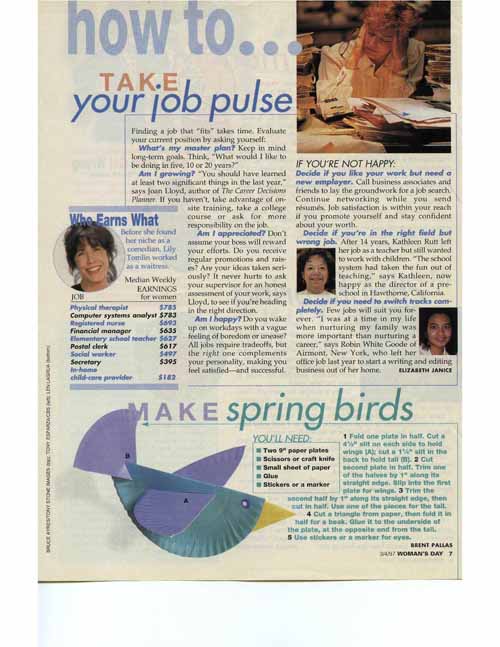 how to...
TAKE
your job pulse
Finding a job that "fits" takes time. Evaluate
your current position by asking yourself:
What's my master plan? Keep in mind
long-term goals. Think, "What would I like to
be doing in five, 10 or 20 years?"
Am I growing? "You should have learned
at least two significant things in the last year,"
says Joan Lloyd, author of The Career Decisions
Planner. If you haven't, take advantage of on-
site training, take a college
course or ask for more
responsibility on the job.
Am I appreciated? Don't
assume your boss will reward
your efforts. Do you receive
regular promotions and rais-
es? Are your ideas taken seri-
ously? It never hurts to ask
your supervisor for an honest
assessment of your work, says
Lloyd, to see if you're heading
in the right direction.
Am I happy? Do you wake
up on workdays with a vague
feeling of boredom or unease?
All jobs require tradeoffs, but
the right one complements
your personality, making you
feel satisfied—and successful.
Who Earns What
Before she found
her niche as a
comedian, Lily
Tomlin worked
as a waitress.
Median Weekly
EARNINGS
JOB for women
Physical therapist $785
Computer systems analyst $783
Registered nurse $693
Financial manager $635
Elementary school teacher $627
Postal clerk $617
Social worker $497
Secretary $395
In-home
child-care provider $182
IF YOU'RE NOT HAPPY:
Decide if you like your work but need a
new employer. Call business associates and
friends to lay the groundwork for a job search.
Continue networking while you send
résumés. Job satisfaction is within your reach
if you promote yourself and stay confident
about your worth.
Decide if you're in the right field but
wrong job. After 14 years, Kathleen Rutt left
her job as a teacher but still wanted
to work with children. "The school
system had taken the fun out of
teaching," says Kathleen, now
happy as the director of a pre-
school in Hawthorne, California.
Decide if you need to switch tracks com-
pletely. Few jobs will suit you for-
ever. "I was at a time in my life
when nurturing my family was
more important than nurturing a
career," says Robin White Goode of
Airmont, New York, who left her
office job last year to start a writing and editing
business out of her home. ELIZABETH JANICE
MAKE spring birds
YOU'LL NEED:
Two 9" paper plates
Scissors or craft knife
Small sheet of paper
Glue
Stickers or a marker
1 Fold one plate in half. Cut a
4½" slit on each side to hold
wings (A); cut a 1½" slit in the
back to hold tail (B). 2 Cut
second plate in half. Trim one
of the halves by 1" along its
straight edge. Slip into the first
plate for wings. 3 Trim the
second half by 1" along its straight edge, then
cut in half. Use one of the pieces for the tail.
4 Cut a triangle from paper, then fold it in
half for a beak. Glue it to the underside of
the plate, at the opposite end from the tail.
5 Use stickers or a marker for eyes.
BRENT PALLAS
B
A
3/4/97 WOMAN'S DAY 7